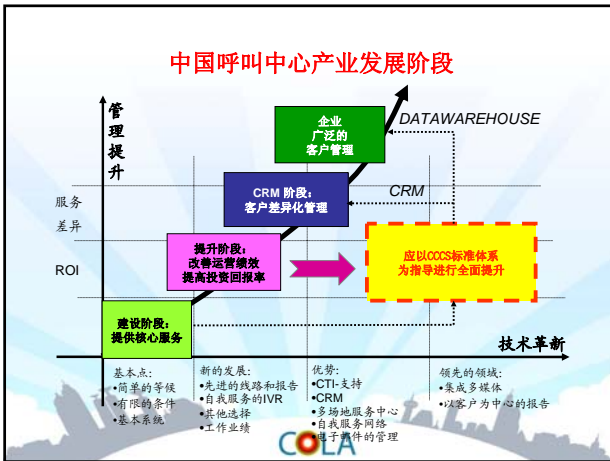 中国呼叫中心产业发展阶段
管理提升
企业
广泛的
客户管理
DATAWAREHOUSE
CRM 阶段：
客户差异化管理
CRM
服务
差异
提升阶段：
改善运营绩效
提高投资回报率
应以CCCS标准体系
为指导进行全面提升
ROI
建设阶段：
提供核心服务
技术革新
基本点:
•简单的等候
•有限的条件
•基本系统
新的发展:
•先进的线路和报告
•自我服务的IVR
•其他选择
•工作业绩
优势:
•CTI-支持
•CRM
•多场地服务中心
•自我服务网络
•电子邮件的管理
领先的领域:
•集成多媒体
•以客户为中心的报告
COLA